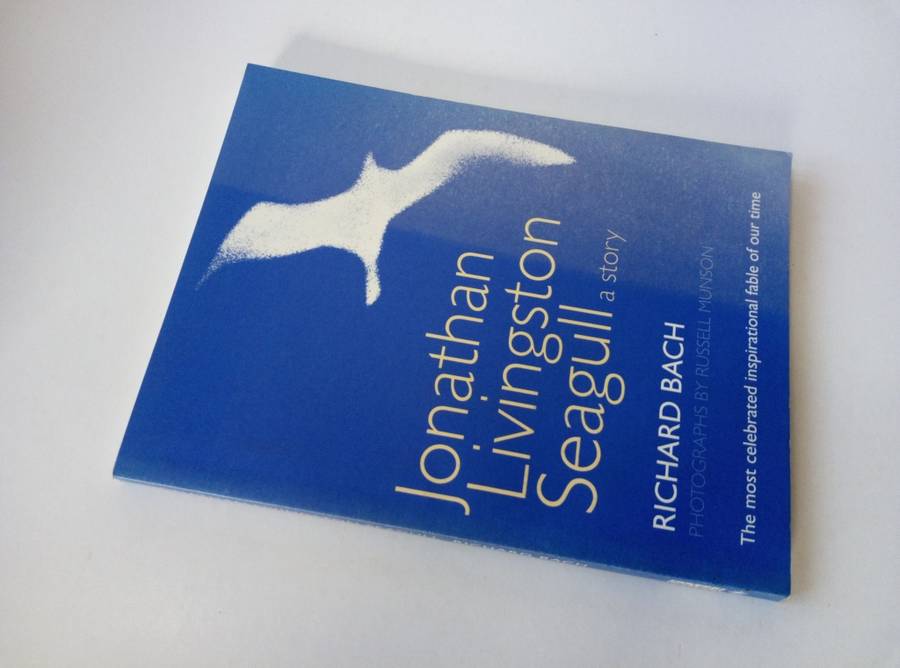 Jonathan
Livingston
Seagull a story
RICHARD BACH
PHOTOGRAPHS BY RUSSELL MUNSON
The most celebrated inspirational fable of our time